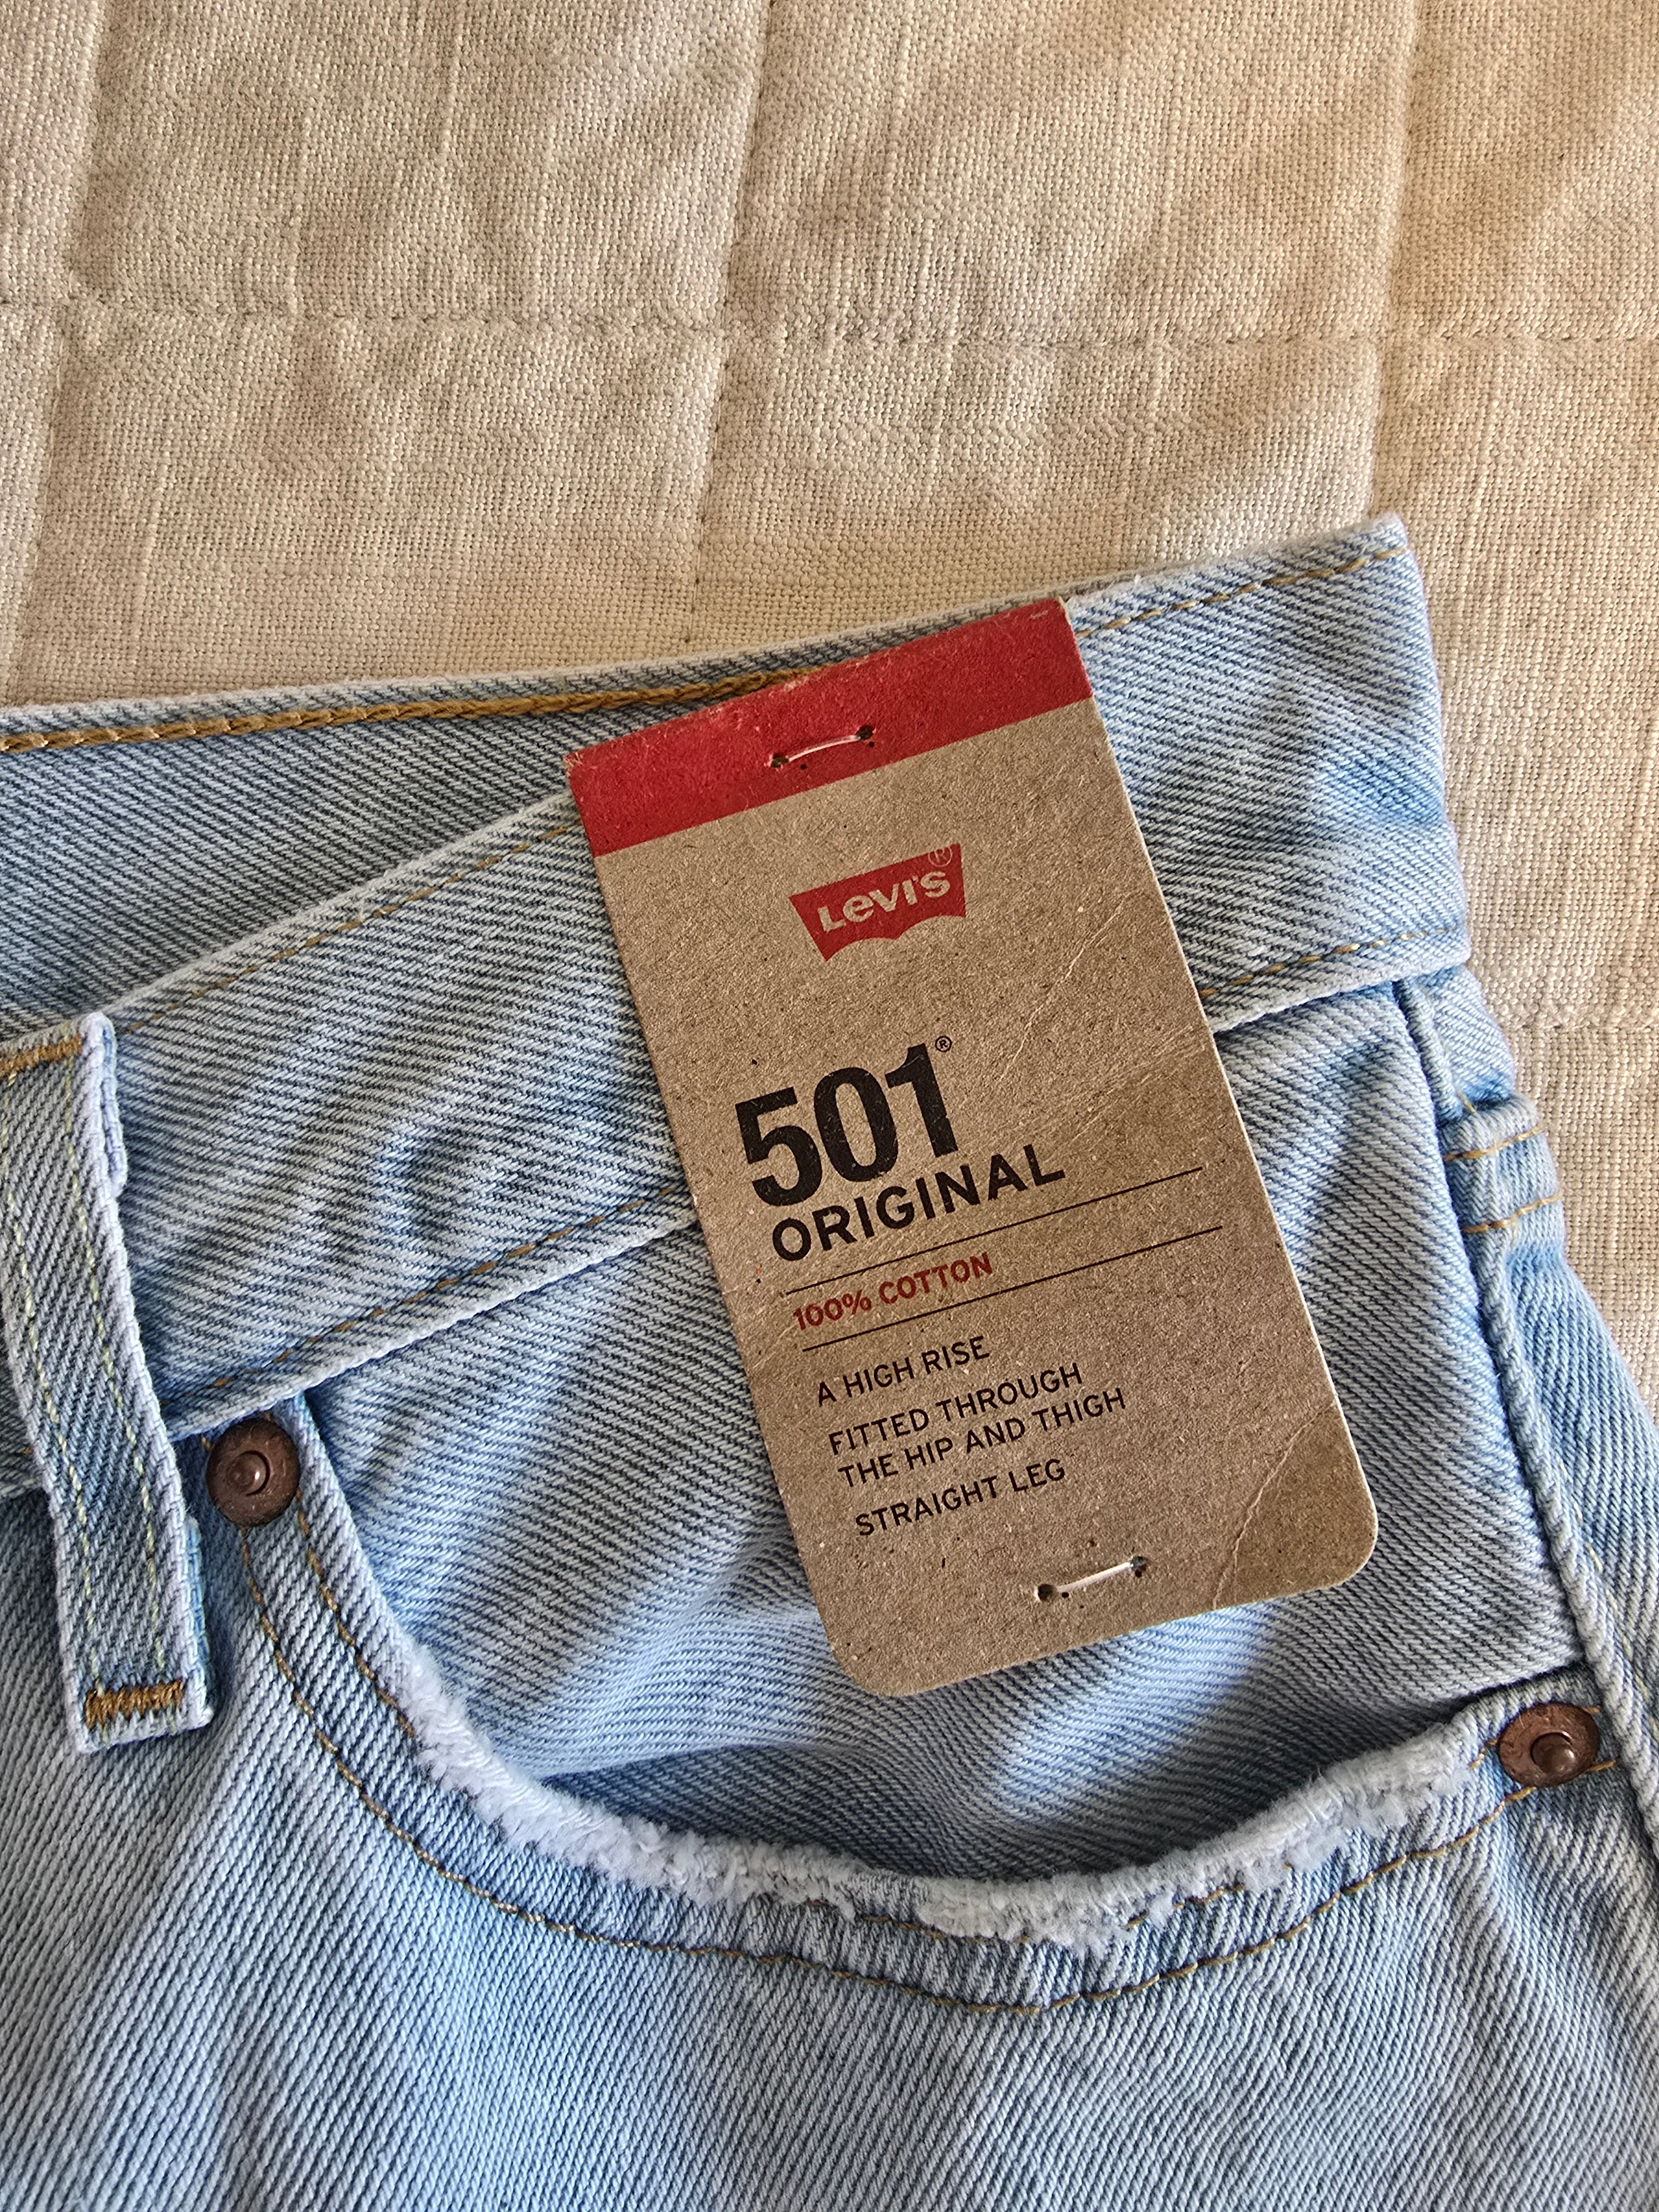 Levi's®
501®
ORIGINAL
100% COTTON
A HIGH RISE
FITTED THROUGH
THE HIP AND THIGH
STRAIGHT LEG